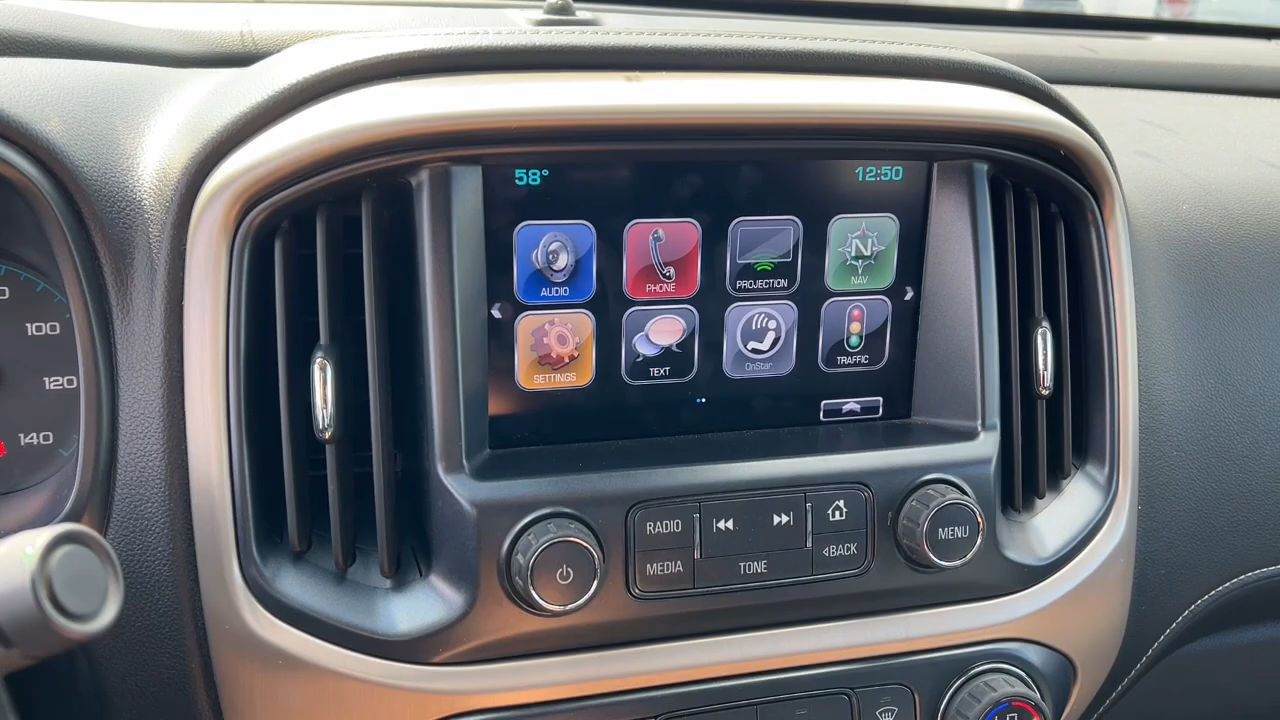 58°
12:50
AUDIO
PHONE
PROJECTION
N
NAV
SETTINGS
TEXT
OnStar
TRAFFIC
100
120
140
RADIO
MEDIA
TONE
BACK
MENU